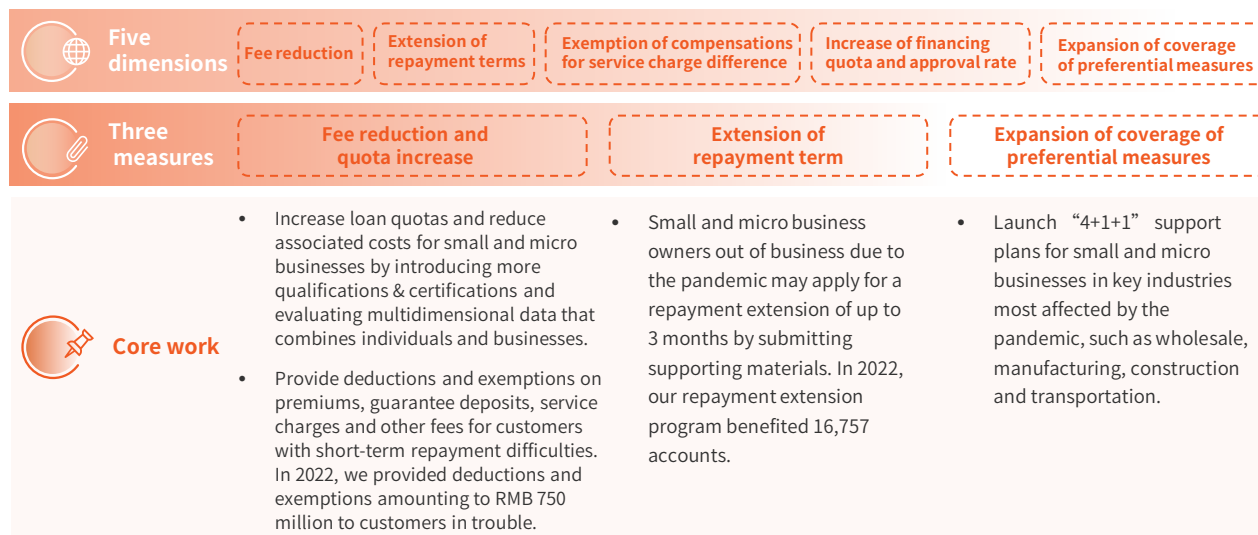 Five
dimensions
Fee reduction
Extension of
repayment terms
Exemption of compensations
for service charge difference
Increase of financing
quota and approval rate
Expansion of coverage
of preferential measures
Three
measures
Fee reduction and
quota increase
Extension of
repayment term
Expansion of coverage of
preferential measures
Core work
• Increase loan quotas and reduce
associated costs for small and micro
businesses by introducing more
qualifications & certifications and
evaluating multidimensional data that
combines individuals and businesses.
• Provide deductions and exemptions on
premiums, guarantee deposits, service
charges and other fees for customers
with short-term repayment difficulties.
In 2022, we provided deductions and
exemptions amounting to RMB 750
million to customers in trouble.
• Small and micro business
owners out of business due to
the pandemic may apply for a
repayment extension of up to
3 months by submitting
supporting materials. In 2022,
our repayment extension
program benefited 16,757
accounts.
• Launch “4+1+1” support
plans for small and micro
businesses in key industries
most affected by the
pandemic, such as wholesale,
manufacturing, construction
and transportation.